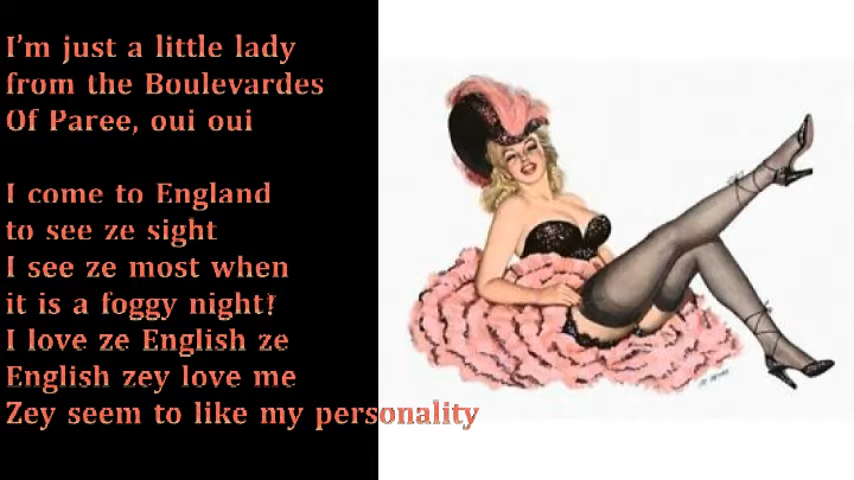 I'm just a little lady
from the Boulevardes
Of Paree, oui oui
I come to England
to see ze sight
I see ze most when
it is a foggy night!
I love ze English ze
English zey love me
Zey seem to like my personality